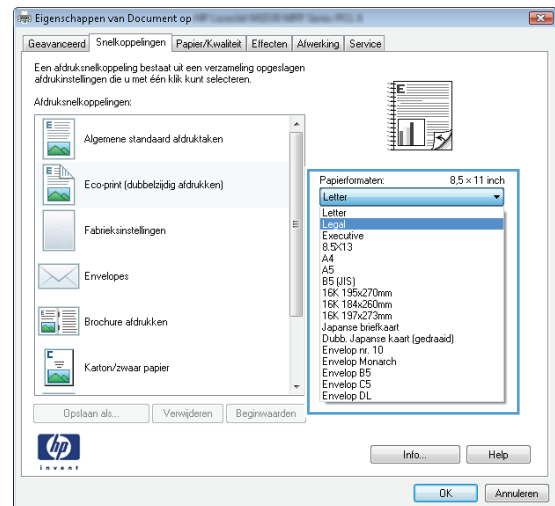 Eigenschappen van Document op
Geavanceerd Snelkoppelingen Papier/Kwaliteit Effecten Afwerking Service
Een afdruksnelkoppeling bestaat uit een verzameling opgeslagen
afdrukinstellingen die u met één klik kunt selecteren.
Afdruksnelkoppelingen:
Algemene standaard afdruktaken
Eco-print (dubbelzijdig afdrukken)
Fabrieksinstellingen
Envelopes
Brochure afdrukken
Karton/zwaar papier
Opslaan als... Verwijderen Beginwaarden
Papierformaten: 8,5 × 11 inch
Letter
Letter
Legal
Executive
8.5X13
A4
A5
B5 (JIS)
16K 195x270mm
16K 184x260mm
16K 197x273mm
Japanse briefkaart
Dubb. Japanse kaart (gedraaid)
Envelop nr. 10
Envelop Monarch
Envelop B5
Envelop C5
Envelop DL
hp
invent
Info... Help
OK Annuleren